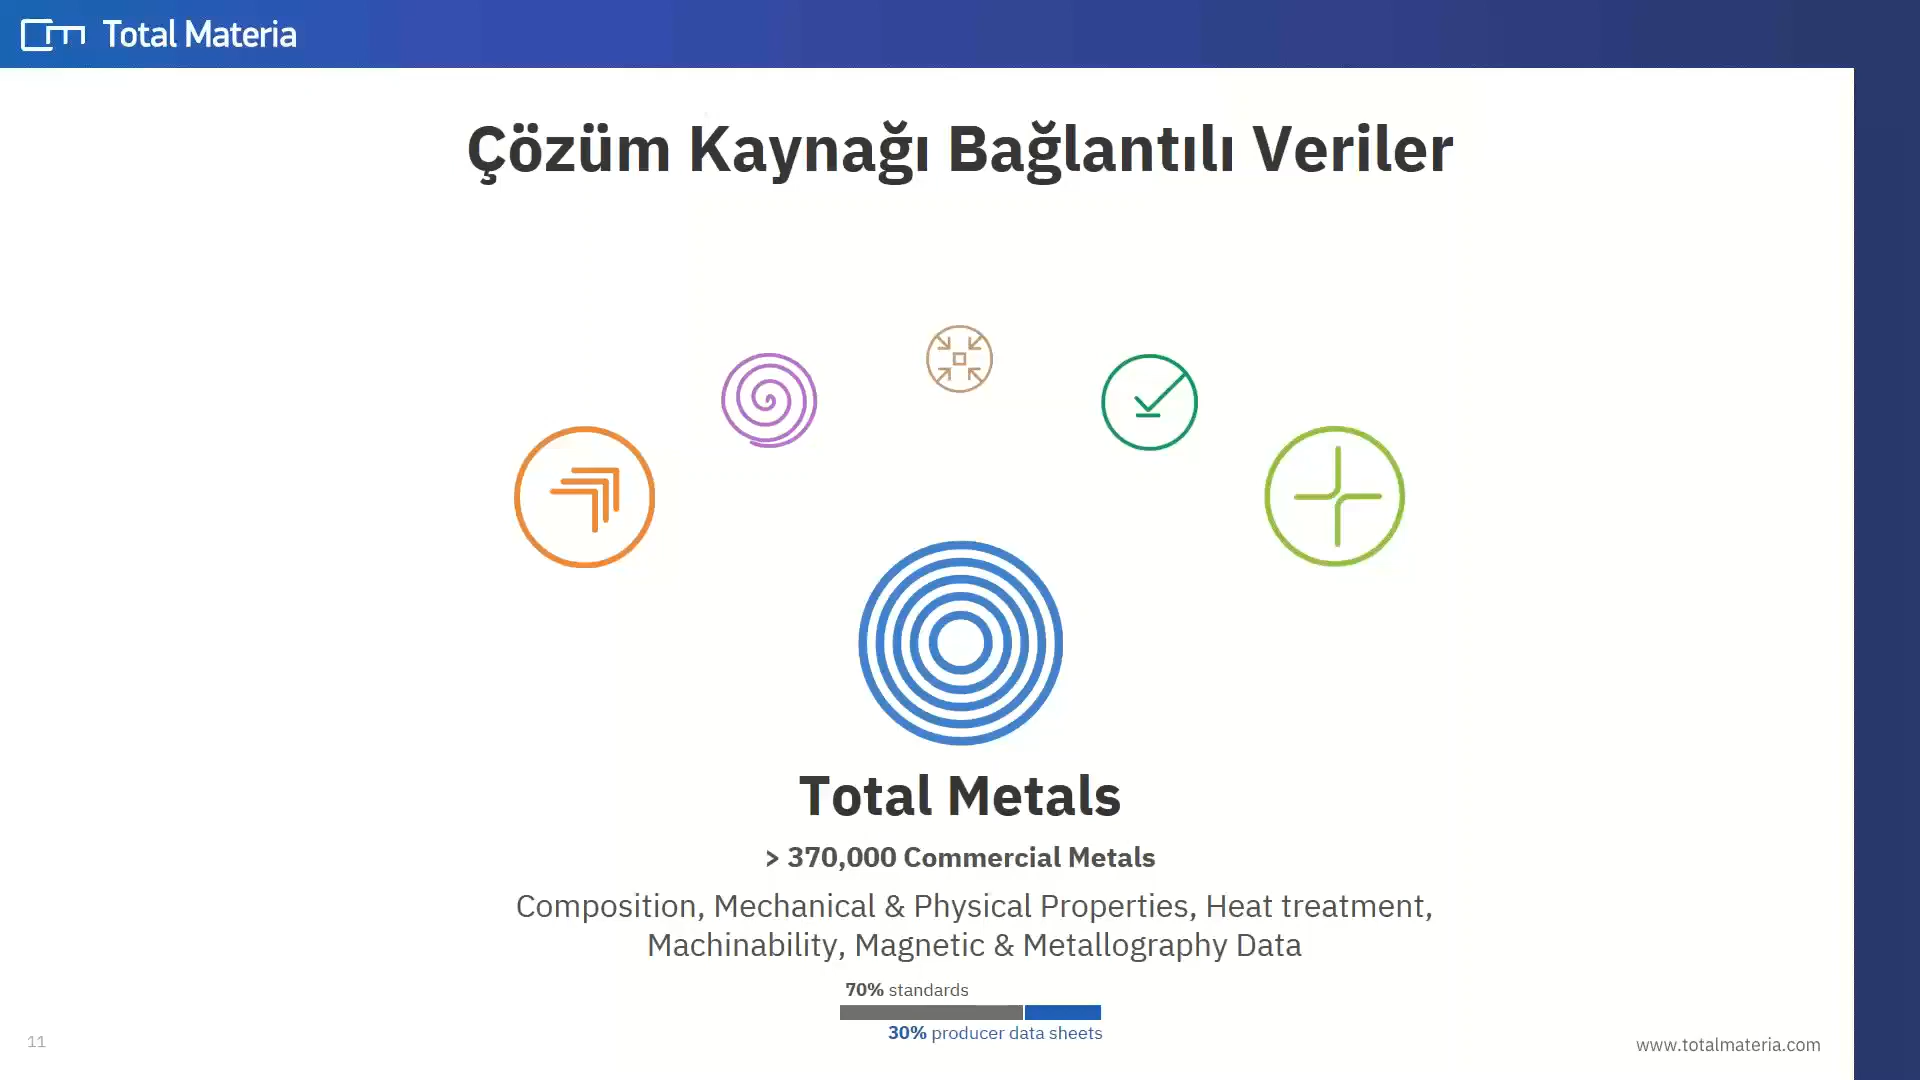 Total Materia
Çözüm Kaynağı Bağlantılı Veriler
Total Metals
> 370,000 Commercial Metals
Composition, Mechanical & Physical Properties, Heat treatment,
Machinability, Magnetic & Metallography Data
70% standards
30% producer data sheets
11
www.totalmateria.com